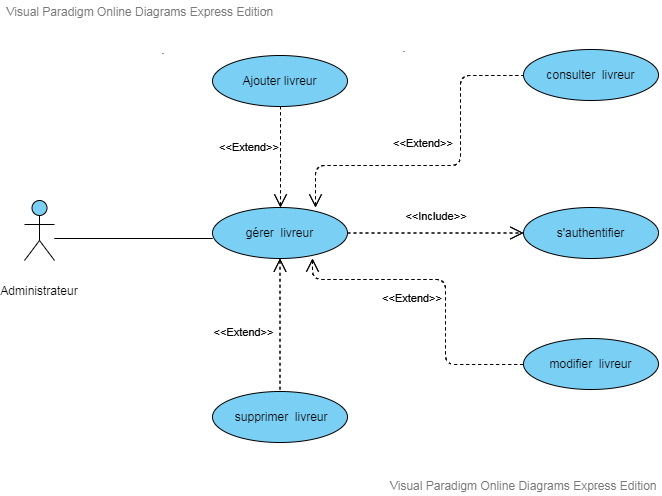 Visual Paradigm Online Diagrams Express Edition
Ajouter livreur
consulter livreur
<<Extend>>
<<Extend>>
gérer livreur
<<Include>>
s'authentifier
Administrateur
<<Extend>>
<<Extend>>
modifier livreur
supprimer livreur
Visual Paradigm Online Diagrams Express Edition